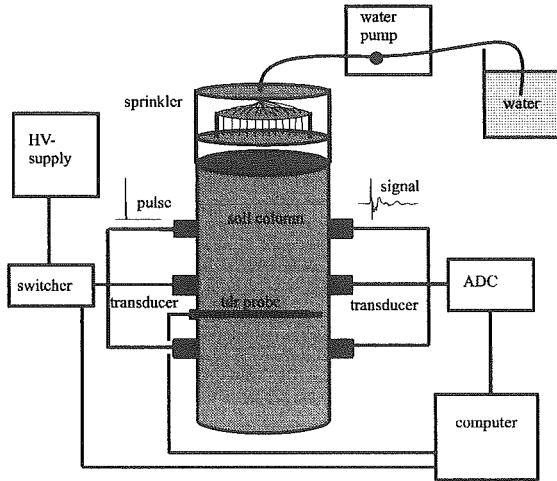 water
pump
sprinkler
water
HV-
supply
pulse
signal
soil column
switcher
transducer
tdr probe
transducer
ADC
computer